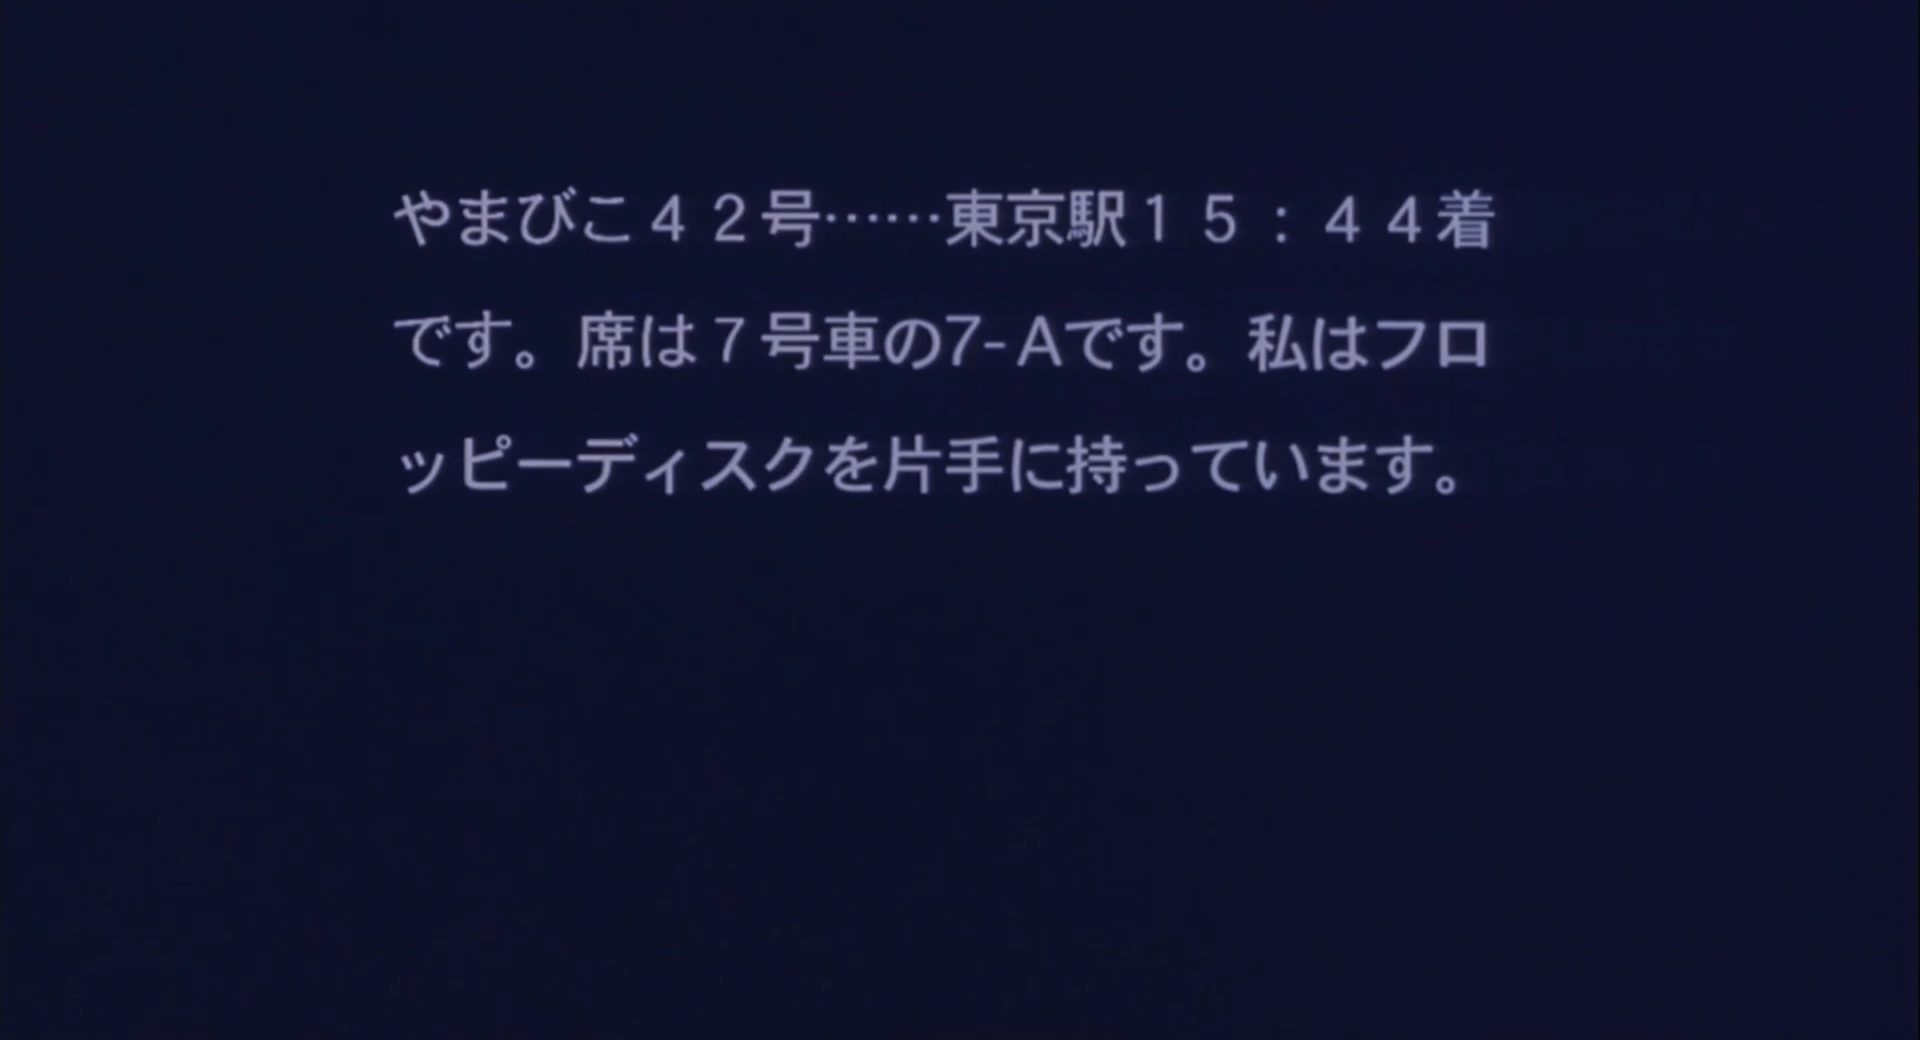 やまびこ４２号……東京駅１５：４４着
です。席は７号車の7-Aです。私はフロ
ッピーディスクを片手に持っています。